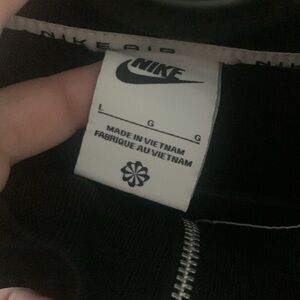 NIKE AIR
N
NIKE
L G G
MADE IN VIETNAM
FABRIQUE AU VIETNAM